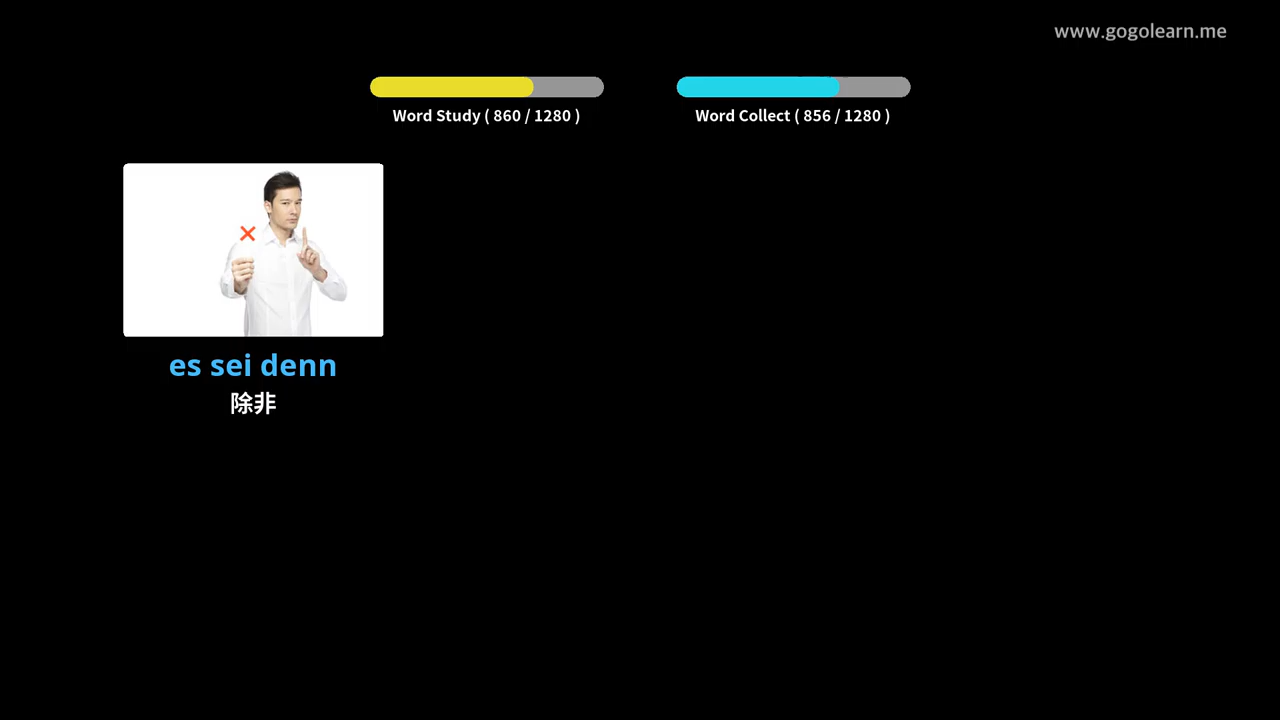 www.gogolearn.me
Word Study ( 860 / 1280 )
Word Collect ( 856 / 1280 )
es sei denn
除非